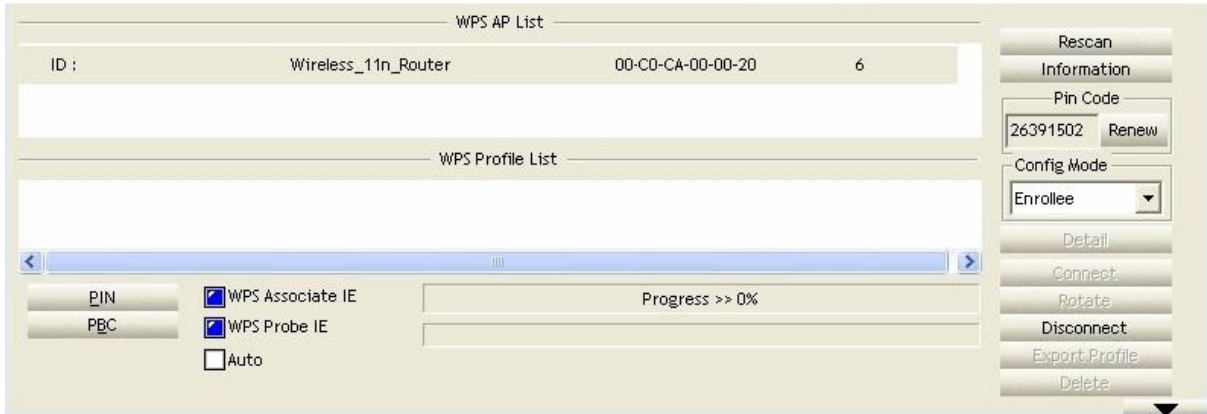 WPS AP List
ID : Wireless_11n_Router 00-C0-CA-00-00-20 6
WPS Profile List
PIN
PBC
WPS Associate IE
WPS Probe IE
Auto
Progress >> 0%
Rescan
Information
Pin Code
26391502 Renew
Config Mode
Enrollee
Detail
Connect
Rotate
Disconnect
Export Profile
Delete